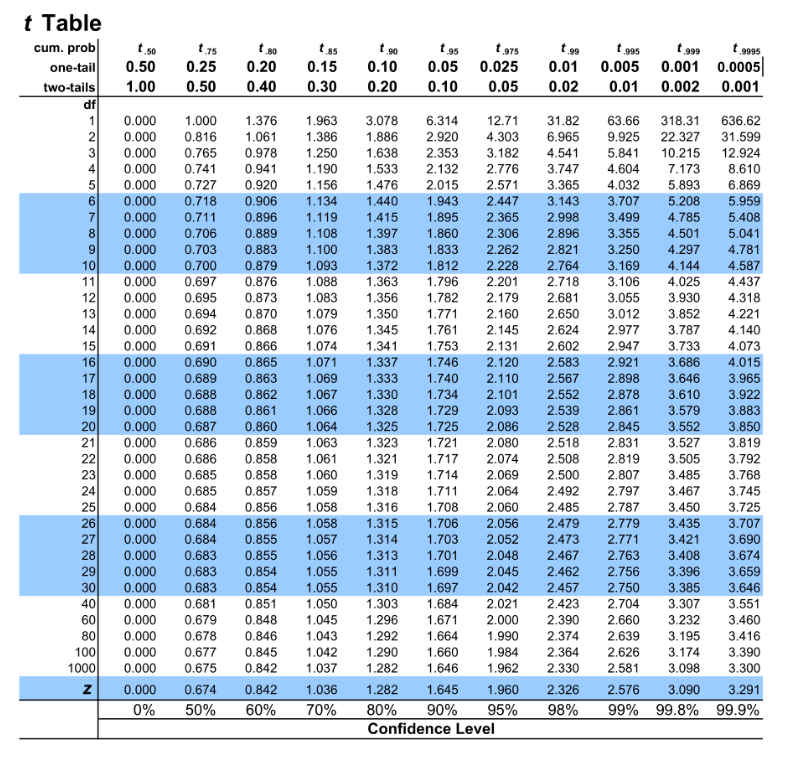 t Table
cum. prob t .50 t .75 t .80 t .85 t .90 t .95 t .975 t .99 t .995 t .999 t .9995
one-tail 0.50 0.25 0.20 0.15 0.10 0.05 0.025 0.01 0.005 0.001 0.0005
two-tails 1.00 0.50 0.40 0.30 0.20 0.10 0.05 0.02 0.01 0.002 0.001
df
1 0.000 1.000 1.376 1.963 3.078 6.314 12.71 31.82 63.66 318.31 636.62
2 0.000 0.816 1.061 1.386 1.886 2.920 4.303 6.965 9.925 22.327 31.599
3 0.000 0.765 0.978 1.250 1.638 2.353 3.182 4.541 5.841 10.215 12.924
4 0.000 0.741 0.941 1.190 1.533 2.132 2.776 3.747 4.604 7.173 8.610
5 0.000 0.727 0.920 1.156 1.476 2.015 2.571 3.365 4.032 5.893 6.869
6 0.000 0.718 0.906 1.134 1.440 1.943 2.447 3.143 3.707 5.208 5.959
7 0.000 0.711 0.896 1.119 1.415 1.895 2.365 2.998 3.499 4.785 5.408
8 0.000 0.706 0.889 1.108 1.397 1.860 2.306 2.896 3.355 4.501 5.041
9 0.000 0.703 0.883 1.100 1.383 1.833 2.262 2.821 3.250 4.297 4.781
10 0.000 0.700 0.879 1.093 1.372 1.812 2.228 2.764 3.169 4.144 4.587
11 0.000 0.697 0.876 1.088 1.363 1.796 2.201 2.718 3.106 4.025 4.437
12 0.000 0.695 0.873 1.083 1.356 1.782 2.179 2.681 3.055 3.930 4.318
13 0.000 0.694 0.870 1.079 1.350 1.771 2.160 2.650 3.012 3.852 4.221
14 0.000 0.692 0.868 1.076 1.345 1.761 2.145 2.624 2.977 3.787 4.140
15 0.000 0.691 0.866 1.074 1.341 1.753 2.131 2.602 2.947 3.733 4.073
16 0.000 0.690 0.865 1.071 1.337 1.746 2.120 2.583 2.921 3.686 4.015
17 0.000 0.689 0.863 1.069 1.333 1.740 2.110 2.567 2.898 3.646 3.965
18 0.000 0.688 0.862 1.067 1.330 1.734 2.101 2.552 2.878 3.610 3.922
19 0.000 0.688 0.861 1.066 1.328 1.729 2.093 2.539 2.861 3.579 3.883
20 0.000 0.687 0.860 1.064 1.325 1.725 2.086 2.528 2.845 3.552 3.850
21 0.000 0.686 0.859 1.063 1.323 1.721 2.080 2.518 2.831 3.527 3.819
22 0.000 0.686 0.858 1.061 1.321 1.717 2.074 2.508 2.819 3.505 3.792
23 0.000 0.685 0.858 1.060 1.319 1.714 2.069 2.500 2.807 3.485 3.768
24 0.000 0.685 0.857 1.059 1.318 1.711 2.064 2.492 2.797 3.467 3.745
25 0.000 0.684 0.856 1.058 1.316 1.708 2.060 2.485 2.787 3.450 3.725
26 0.000 0.684 0.856 1.058 1.315 1.706 2.056 2.479 2.779 3.435 3.707
27 0.000 0.684 0.855 1.057 1.314 1.703 2.052 2.473 2.771 3.421 3.690
28 0.000 0.683 0.855 1.056 1.313 1.701 2.048 2.467 2.763 3.408 3.674
29 0.000 0.683 0.854 1.055 1.311 1.699 2.045 2.462 2.756 3.396 3.659
30 0.000 0.683 0.854 1.055 1.310 1.697 2.042 2.457 2.750 3.385 3.646
40 0.000 0.681 0.851 1.050 1.303 1.684 2.021 2.423 2.704 3.307 3.551
60 0.000 0.679 0.848 1.045 1.296 1.671 2.000 2.390 2.660 3.232 3.460
80 0.000 0.678 0.846 1.043 1.292 1.664 1.990 2.374 2.639 3.195 3.416
100 0.000 0.677 0.845 1.042 1.290 1.660 1.984 2.364 2.626 3.174 3.390
1000 0.000 0.675 0.842 1.037 1.282 1.646 1.962 2.330 2.581 3.098 3.300
Z 0.000 0.674 0.842 1.036 1.282 1.645 1.960 2.326 2.576 3.090 3.291
0% 50% 60% 70% 80% 90% 95% 98% 99% 99.8% 99.9%
Confidence Level